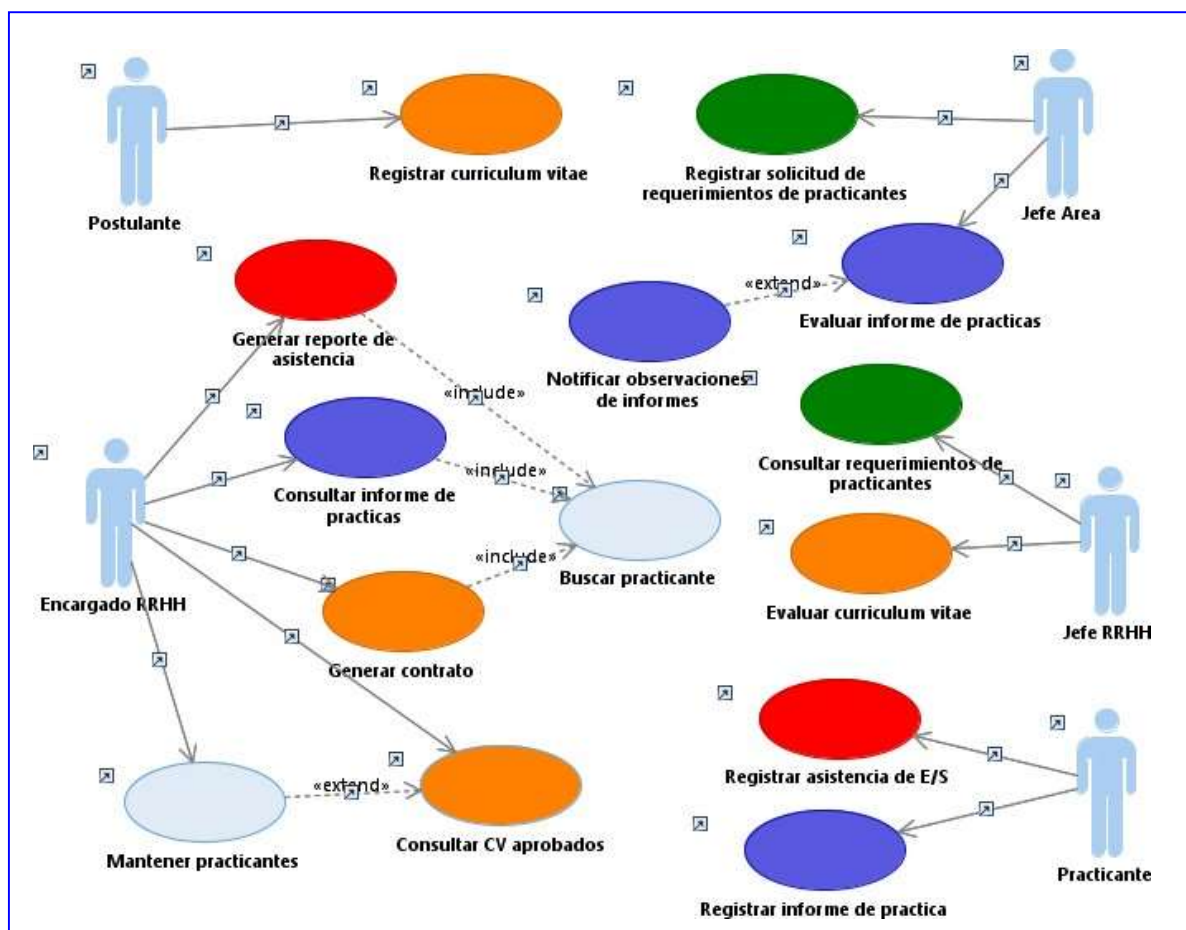 Registrar curriculum vitae
Registrar solicitud de
requerimientos de practicantes
Postulante
Jefe Area
«extend»
Evaluar informe de practicas
Generar reporte de
asistencia
Notificar observaciones
de informes
«include»
Consultar requerimientos de
practicantes
«include»
Consultar informe de
practicas
«include»
Buscar practicante
Encargado RRHH
Evaluar curriculum vitae
Jefe RRHH
Generar contrato
Registrar asistencia de E/S
«extend»
Consultar CV aprobados
Mantener practicantes
Practicante
Registrar informe de practica